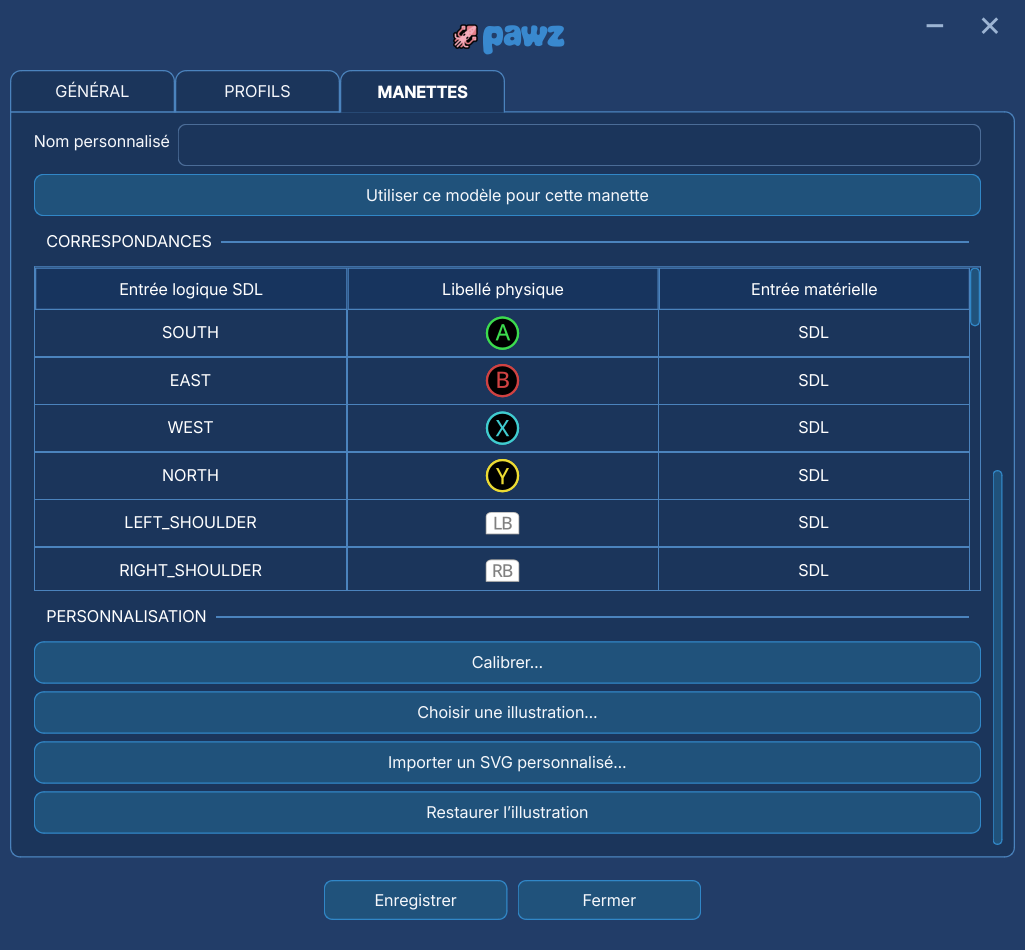 pawz
GÉNÉRAL PROFILS MANETTES
Nom personnalisé
Utiliser ce modèle pour cette manette
CORRESPONDANCES
Entrée logique SDL Libellé physique Entrée matérielle
SOUTH A SDL
EAST B SDL
WEST X SDL
NORTH Y SDL
LEFT_SHOULDER LB SDL
RIGHT_SHOULDER RB SDL
PERSONNALISATION
Calibrer...
Choisir une illustration...
Importer un SVG personnalisé...
Restaurer l’illustration
Enregistrer Fermer